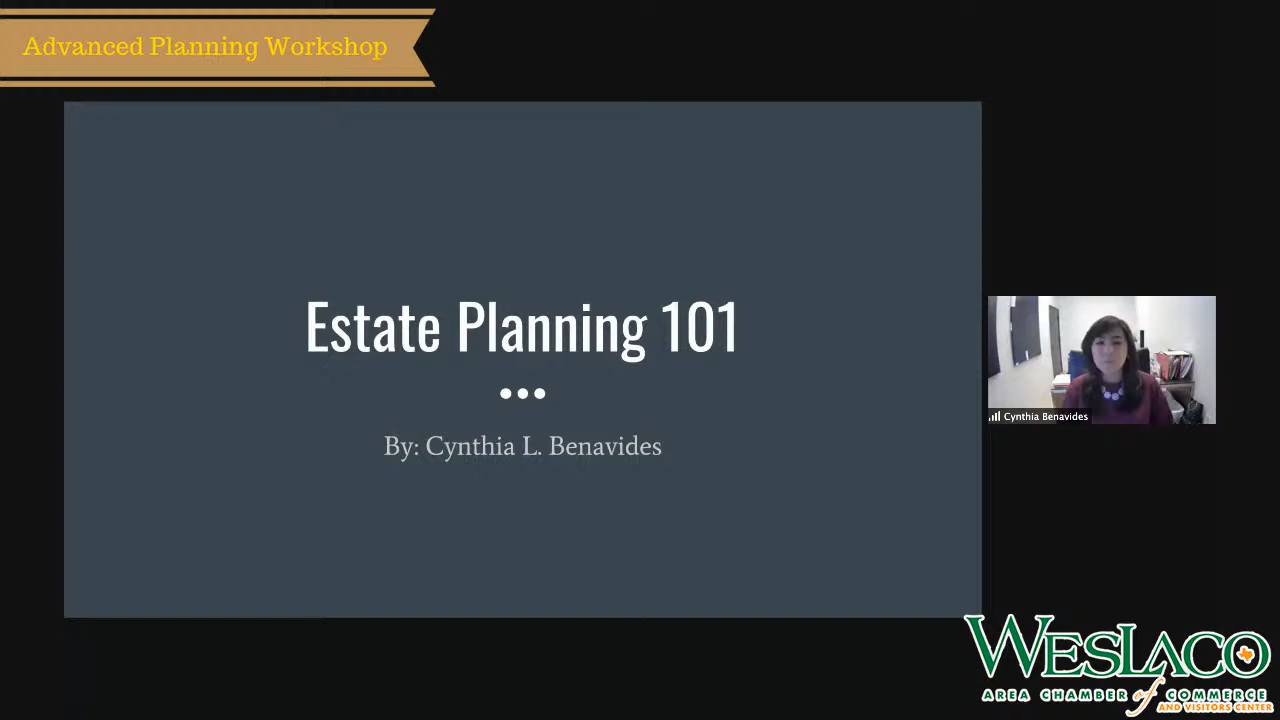 Advanced Planning Workshop
Estate Planning 101
By: Cynthia L. Benavides
Cynthia Benavides
WESLACO
AREA CHAMBER of COMMERCE
AND VISITORS CENTER